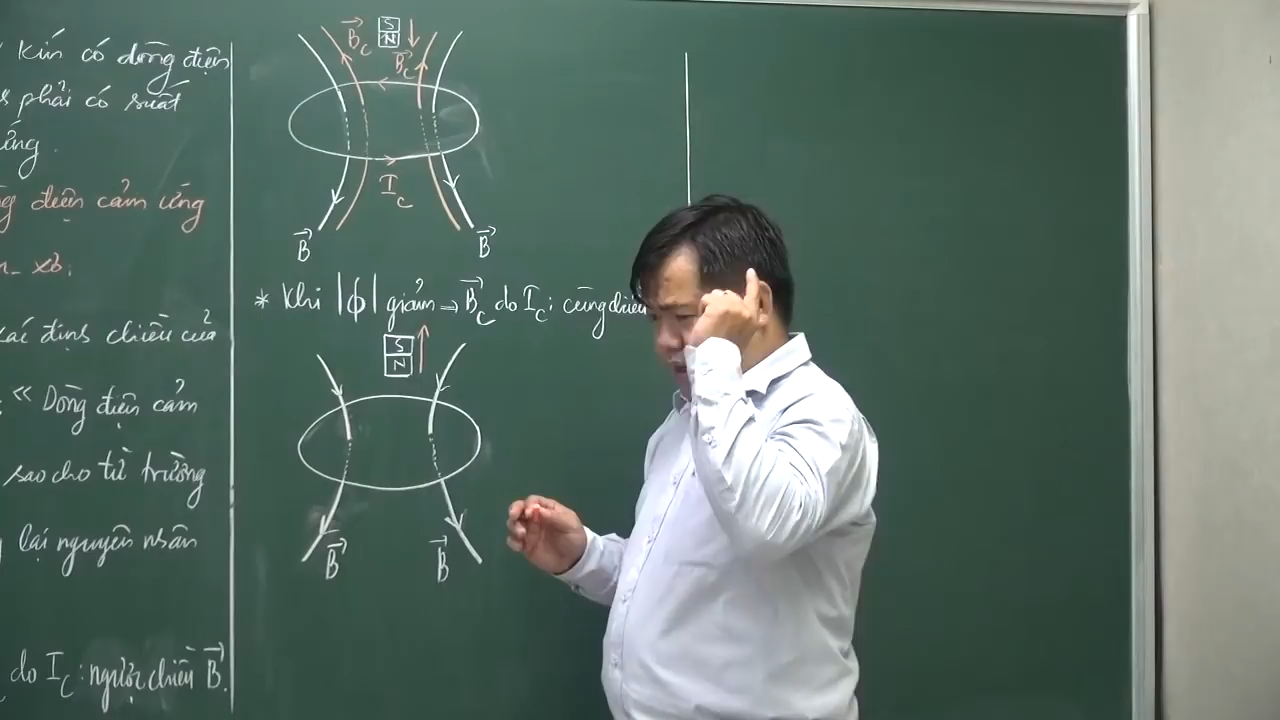 kín có dòng điện
phải có suất
ứng.
điện cảm ứng
xô.
xác định chiều của
: « Dòng điện cảm
sao cho từ trường
lại nguyên nhân
do I_C : ngược chiều B⃗.
B⃗_C
S
N
B⃗_C
I_C
B⃗
B⃗
* Khi |ϕ| giảm ⇒ B⃗_C do I_C : cùng chiều
S
N
B⃗
B⃗